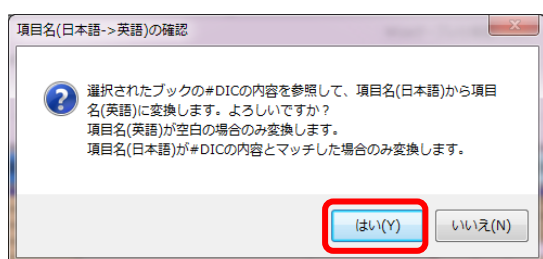 項目名(日本語->英語)の確認
選択されたブックの#DICの内容を参照して、項目名(日本語)から項目
名(英語)に変換します。よろしいですか？
項目名(英語)が空白の場合のみ変換します。
項目名(日本語)が#DICの内容とマッチした場合のみ変換します。
はい(Y) いいえ(N)